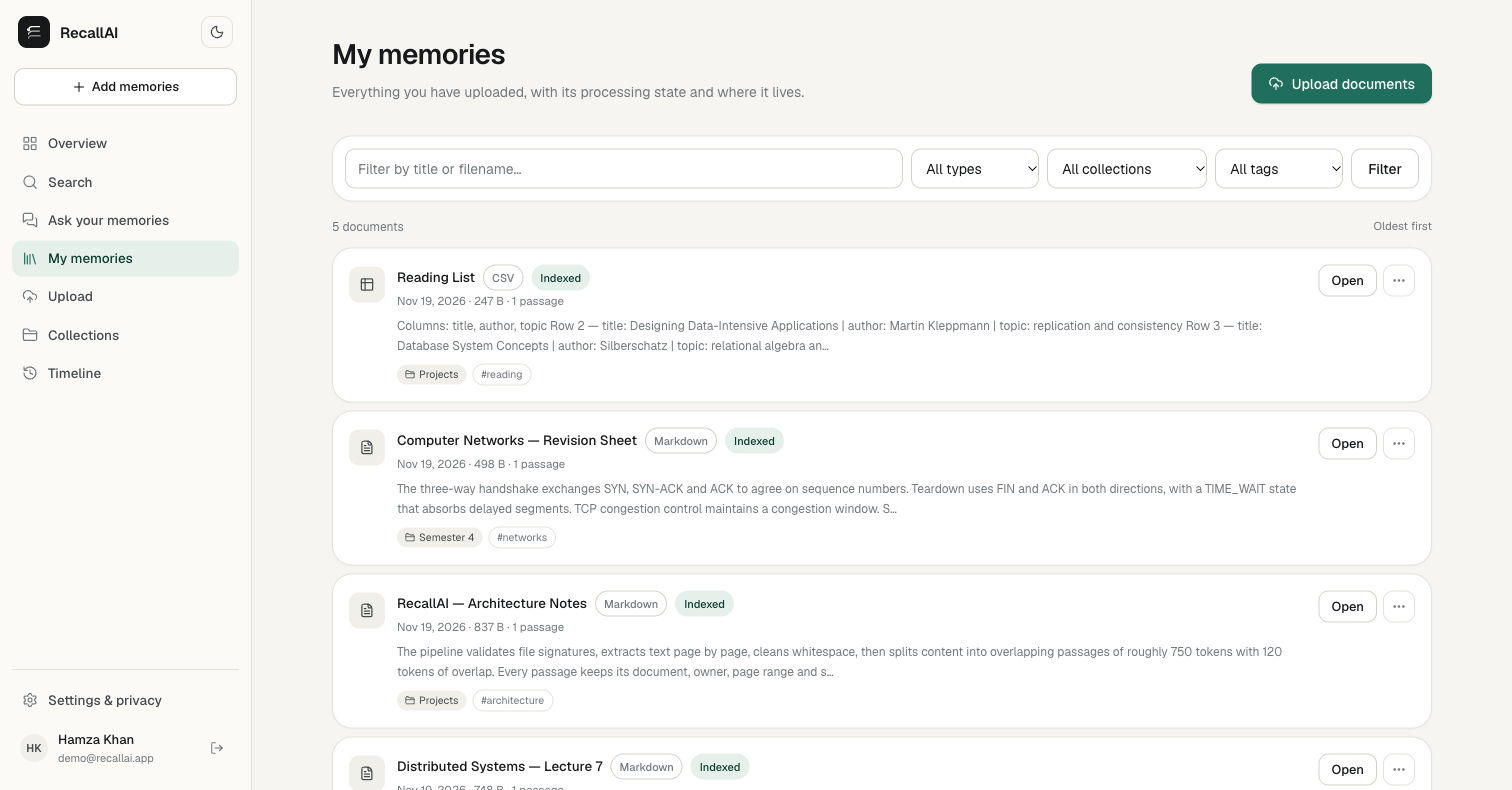 RecallAI
Add memories
Overview
Search
Ask your memories
My memories
Upload
Collections
Timeline
Settings & privacy
HK
Hamza Khan
demo@recallai.app
My memories
Everything you have uploaded, with its processing state and where it lives.
Upload documents
Filter by title or filename…
All types
All collections
All tags
Filter
5 documents
Oldest first
Reading List CSV Indexed
Open
Nov 19, 2026 · 247 B · 1 passage
Columns: title, author, topic Row 2 — title: Designing Data-Intensive Applications | author: Martin Kleppmann | topic: replication and consistency Row 3 — title:
Database System Concepts | author: Silberschatz | topic: relational algebra an…
Projects #reading
Computer Networks — Revision Sheet Markdown Indexed
Open
Nov 19, 2026 · 498 B · 1 passage
The three-way handshake exchanges SYN, SYN-ACK and ACK to agree on sequence numbers. Teardown uses FIN and ACK in both directions, with a TIME_WAIT state
that absorbs delayed segments. TCP congestion control maintains a congestion window. S…
Semester 4 #networks
RecallAI — Architecture Notes Markdown Indexed
Open
Nov 19, 2026 · 837 B · 1 passage
The pipeline validates file signatures, extracts text page by page, cleans whitespace, then splits content into overlapping passages of roughly 750 tokens with 120
tokens of overlap. Every passage keeps its document, owner, page range and s…
Projects #architecture
Distributed Systems — Lecture 7 Markdown Indexed
Open
Nov 19, 2026 · 748 B · 1 passage